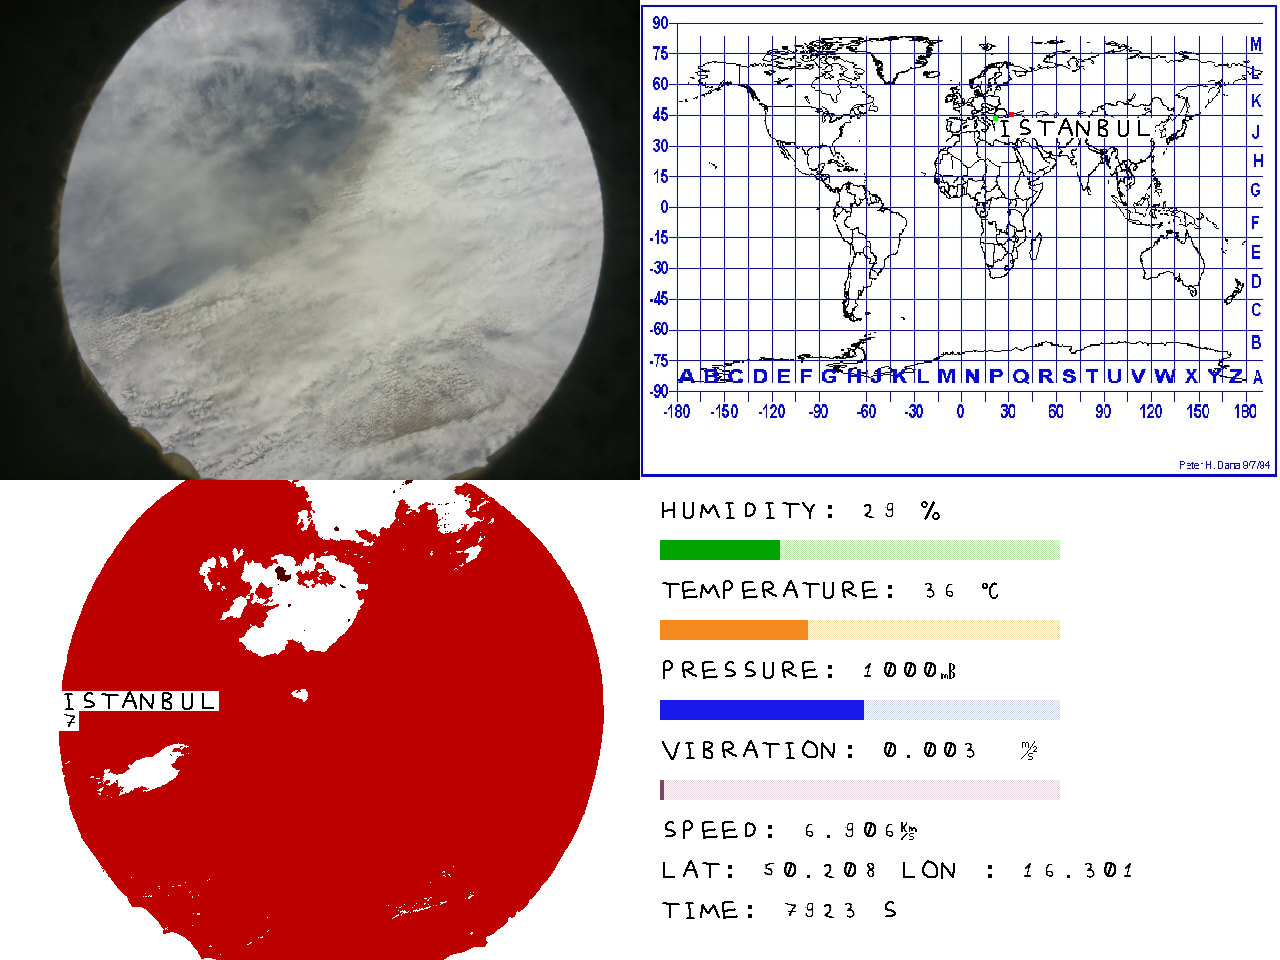 90
75
60
45
30
15
0
-15
-30
-45
-60
-75
-90
M
L
K
J
H
G
F
E
D
C
B
A
ISTANBUL
A B C D E F G H J K L M N P Q R S T U V W X Y Z
-180 -150 -120 -90 -60 -30 0 30 60 90 120 150 180
Peter H. Dana 9/7/94
ISTANBUL
7
HUMIDITY: 29 %
TEMPERATURE: 36 °C
PRESSURE: 1000mB
VIBRATION: 0.003 m/s²
SPEED: 6.906Km/s
LAT: 50.208 LON : 16.301
TIME: 7923 S